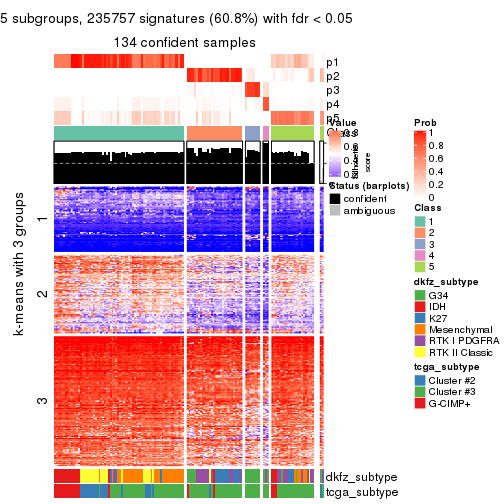 5 subgroups, 235757 signatures (60.8%) with fdr < 0.05
134 confident samples
p1
p2
p3
p4
p5
Class
k-means with 3 groups
1
2
3
Value
Silhouette
score
Status (barplots)
confident
ambiguous
Prob
1
0.8
0.6
0.4
0.2
0
Class
1
2
3
4
5
dkfz_subtype
G34
IDH
K27
Mesenchymal
RTK I PDGFRA
RTK II Classic
tcga_subtype
Cluster #2
Cluster #3
G-CIMP+
dkfz_subtype
tcga_subtype